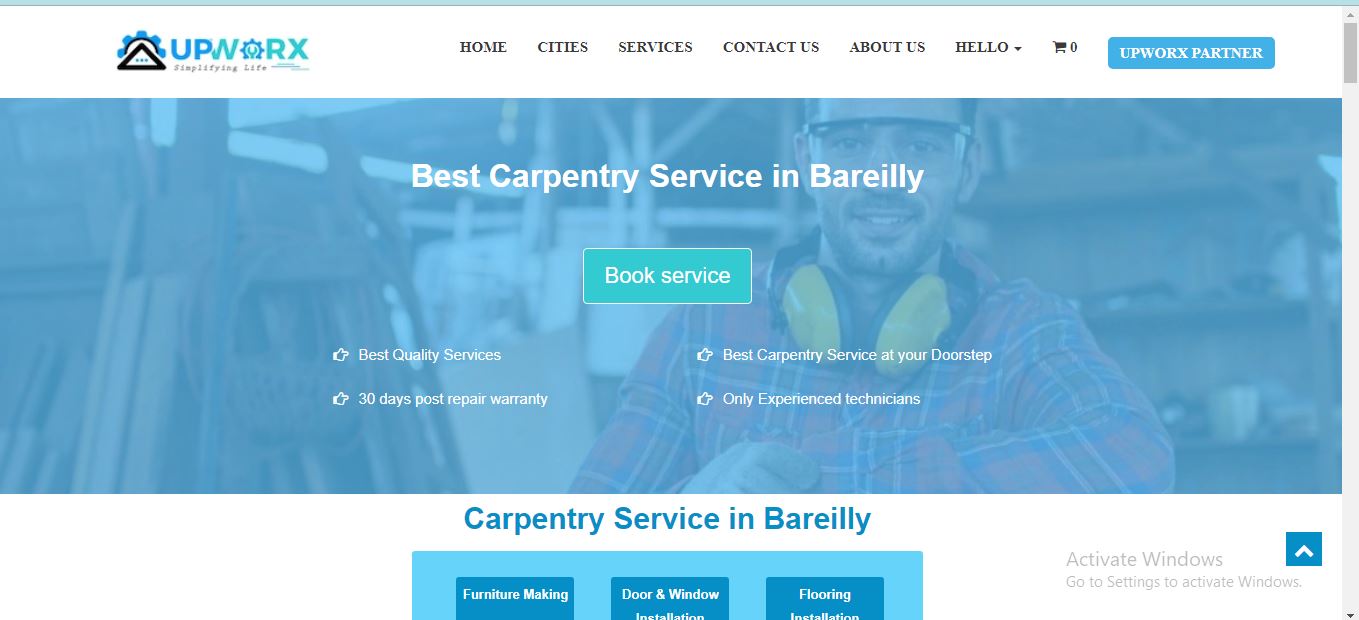 UPWORX
Simplifying Life
HOME CITIES SERVICES CONTACT US ABOUT US HELLO 0 UPWORX PARTNER
Best Carpentry Service in Bareilly
Book service
Best Quality Services
Best Carpentry Service at your Doorstep
30 days post repair warranty
Only Experienced technicians
Carpentry Service in Bareilly
Furniture Making
Door & Window
Installation
Flooring
Installation
Activate Windows
Go to Settings to activate Windows.